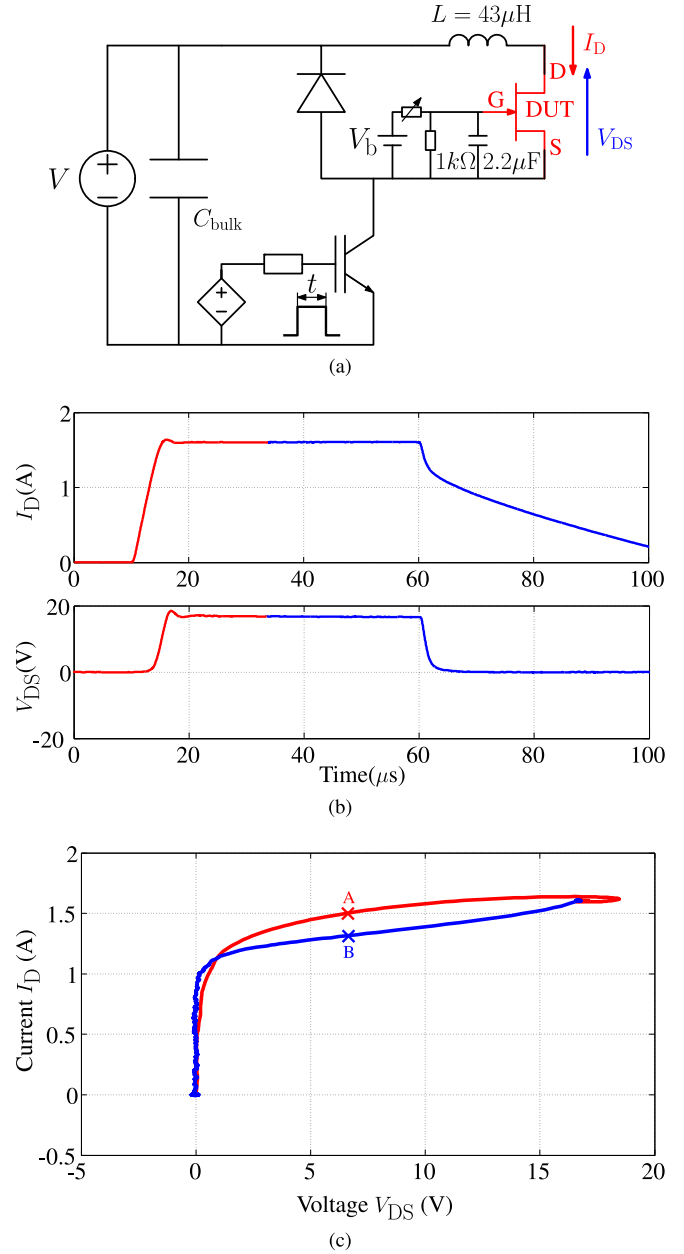 L = 43μH
I_D
D
G
DUT
V_b
V_DS
1kΩ 2.2μF
S
V
C_bulk
t
(a)
2
1
0
I_D(A)
0 20 40 60 80 100
20
0
-20
V_DS(V)
0 20 40 60 80 100
Time(μs)
(b)
2
1.5
1
0.5
0
-0.5
Current I_D (A)
A
B
-5 0 5 10 15 20
Voltage V_DS (V)
(c)